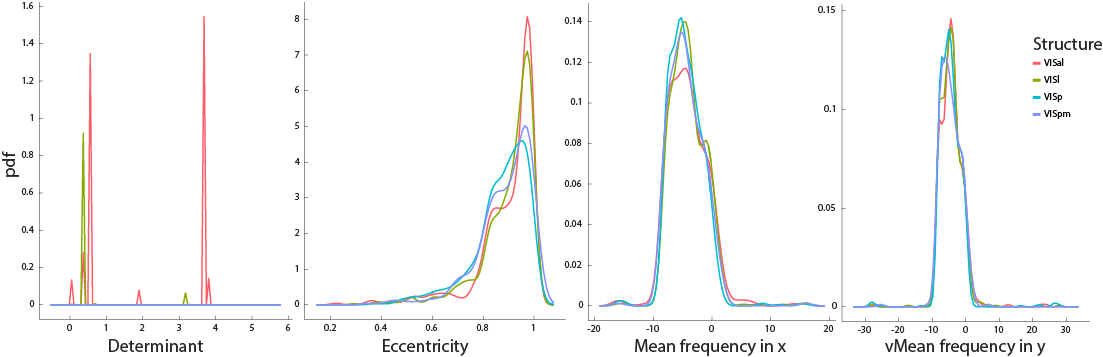 pdf
1.6
1.4
1.2
1
0.8
0.6
0.4
0.2
0
0 1 2 3 4 5 6
Determinant
8
7
6
5
4
3
2
1
0
0.2 0.4 0.6 0.8 1
Eccentricity
0.14
0.12
0.1
0.08
0.06
0.04
0.02
0
-20 -10 0 10 20
Mean frequency in x
0.15
0.1
0.05
0
-30 -20 -10 0 10 20 30
vMean frequency in y
Structure
VISal
VISl
VISp
VISpm